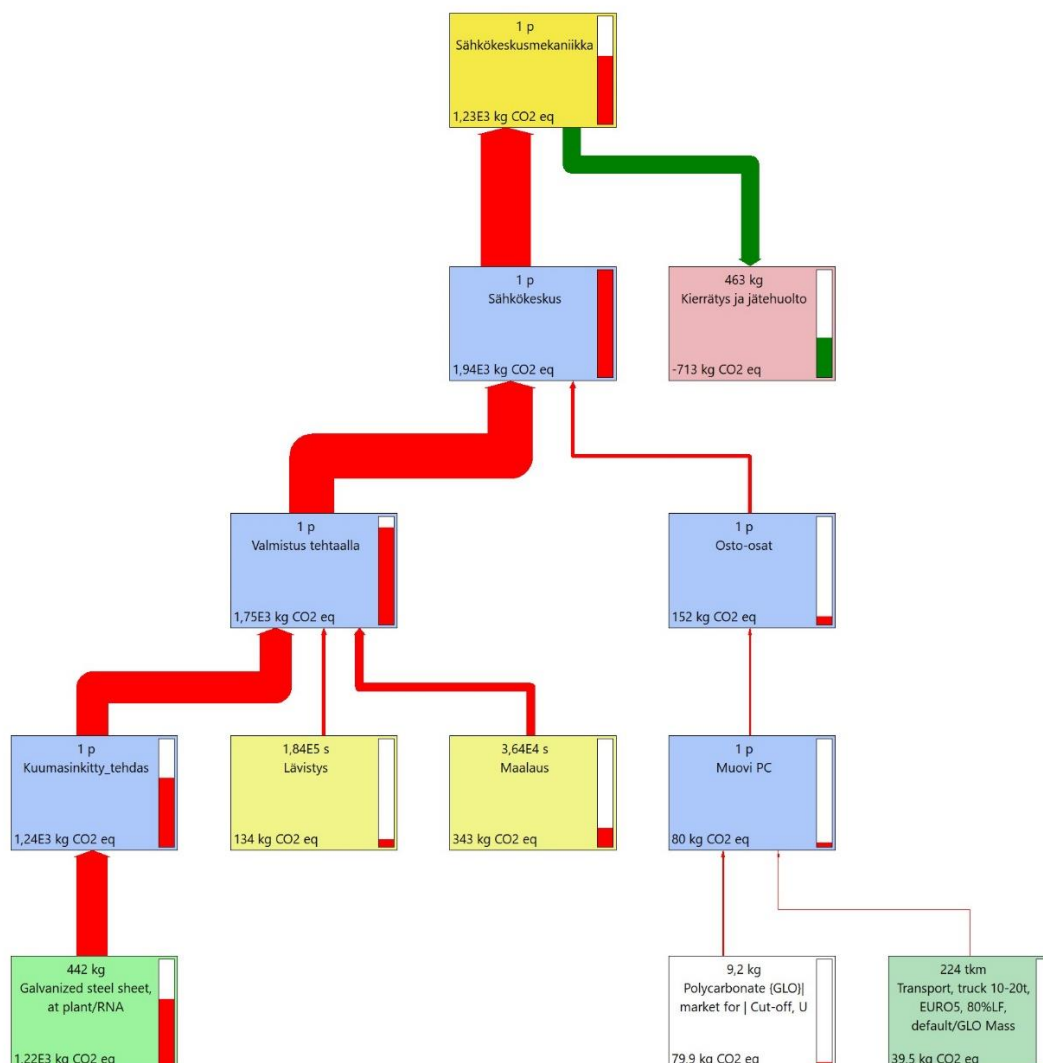 1 p
Sähkökeskusmekaniikka
1,23E3 kg CO2 eq
1 p
Sähkökeskus
1,94E3 kg CO2 eq
463 kg
Kierrätys ja jätehuolto
-713 kg CO2 eq
1 p
Valmistus tehtaalla
1,75E3 kg CO2 eq
1 p
Osto-osat
152 kg CO2 eq
1 p
Kuumasinkitty_tehdas
1,24E3 kg CO2 eq
1,84E5 s
Lävistys
134 kg CO2 eq
3,64E4 s
Maalaus
343 kg CO2 eq
1 p
Muovi PC
80 kg CO2 eq
442 kg
Galvanized steel sheet,
at plant/RNA
1,22E3 kg CO2 eq
9,2 kg
Polycarbonate {GLO}|
market for | Cut-off, U
79,9 kg CO2 eq
224 tkm
Transport, truck 10-20t,
EURO5, 80%LF,
default/GLO Mass
39,5 kg CO2 eq